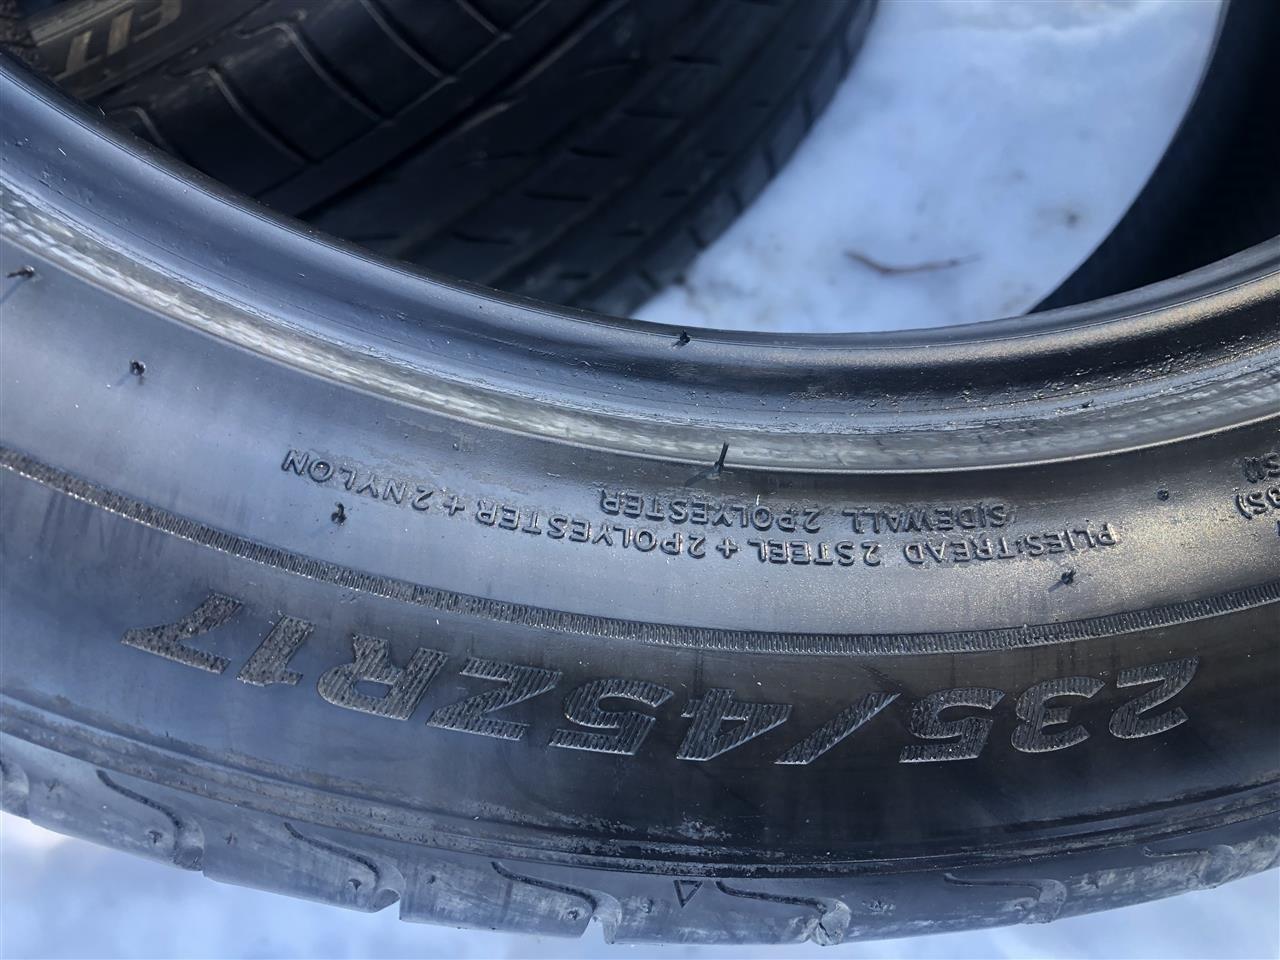 235/45ZR17
PLIES:TREAD 2STEEL + 2POLYESTER + 2NYLON
SIDEWALL 2POLYESTER